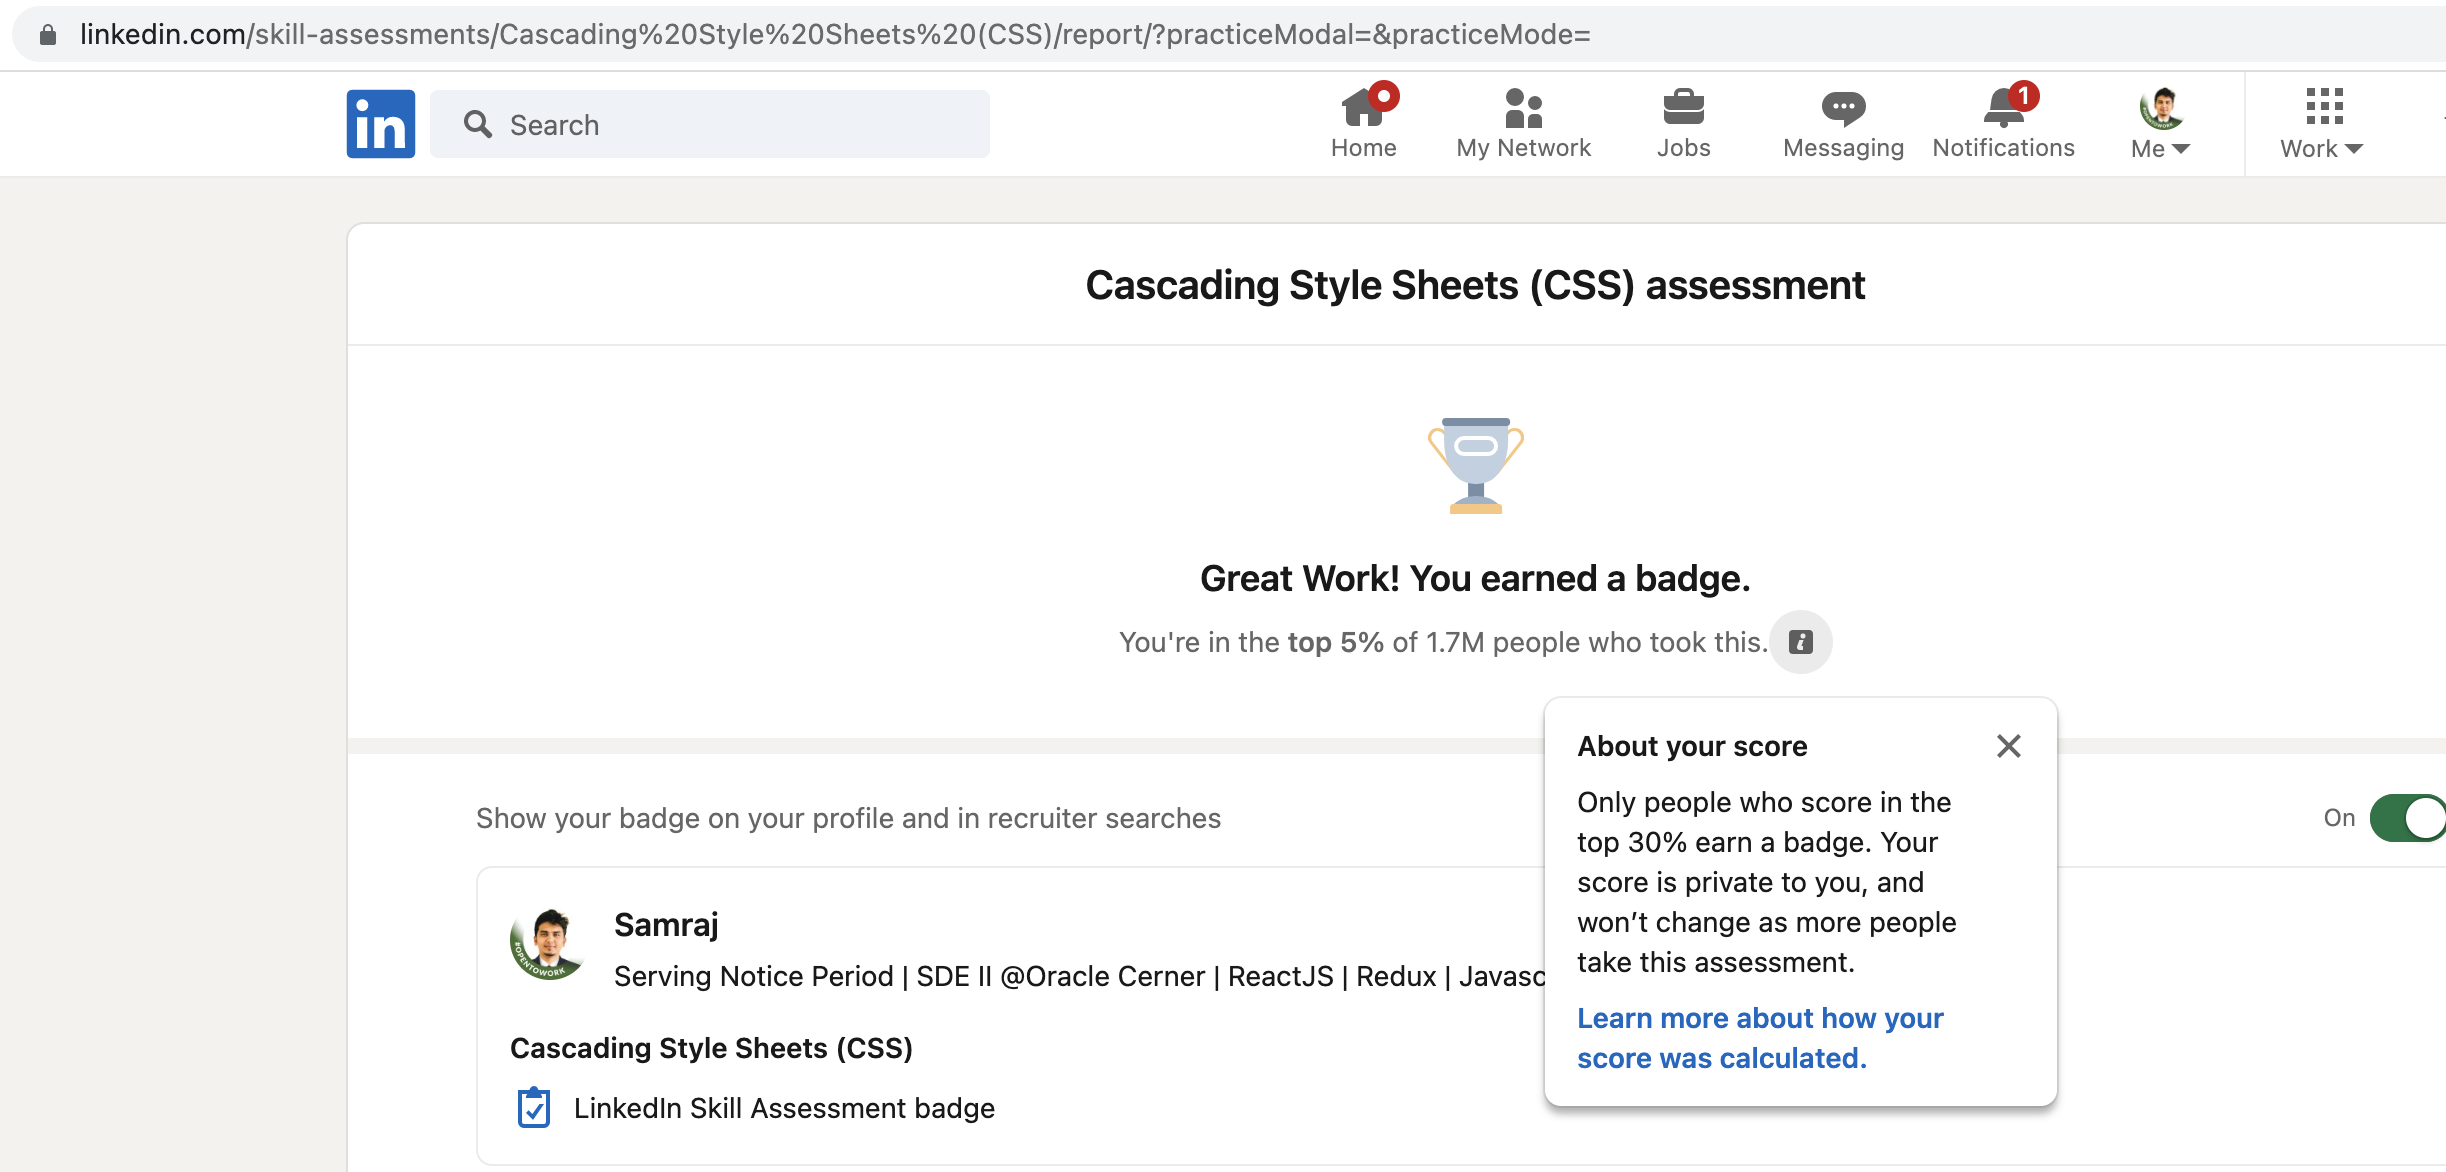 linkedin.com/skill-assessments/Cascading%20Style%20Sheets%20(CSS)/report/?practiceModal=&practiceMode=
in
Search
Home
My Network
Jobs
Messaging
1
Notifications
Me
Work
Cascading Style Sheets (CSS) assessment
Great Work! You earned a badge.
You're in the top 5% of 1.7M people who took this.
About your score
Only people who score in the
top 30% earn a badge. Your
score is private to you, and
won’t change as more people
take this assessment.
Learn more about how your
score was calculated.
Show your badge on your profile and in recruiter searches
On
#OPENTOWORK
Samraj
Serving Notice Period | SDE II @Oracle Cerner | ReactJS | Redux | Javasc
Cascading Style Sheets (CSS)
LinkedIn Skill Assessment badge